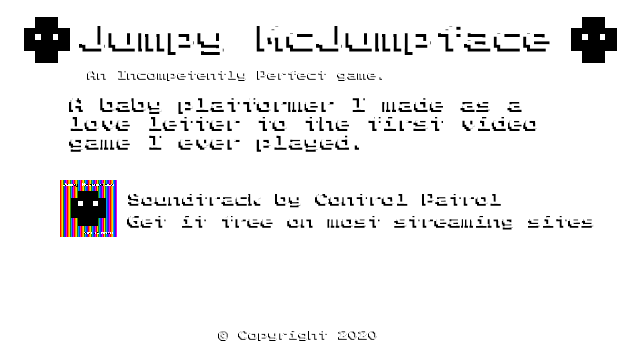 Jumpy McJumpface
An Incompetently Perfect game.
A baby platformer I made as a
love letter to the first video
game I ever played.
Soundtrack by Control Patrol
Get it free on most streaming sites
© Copyright 2020